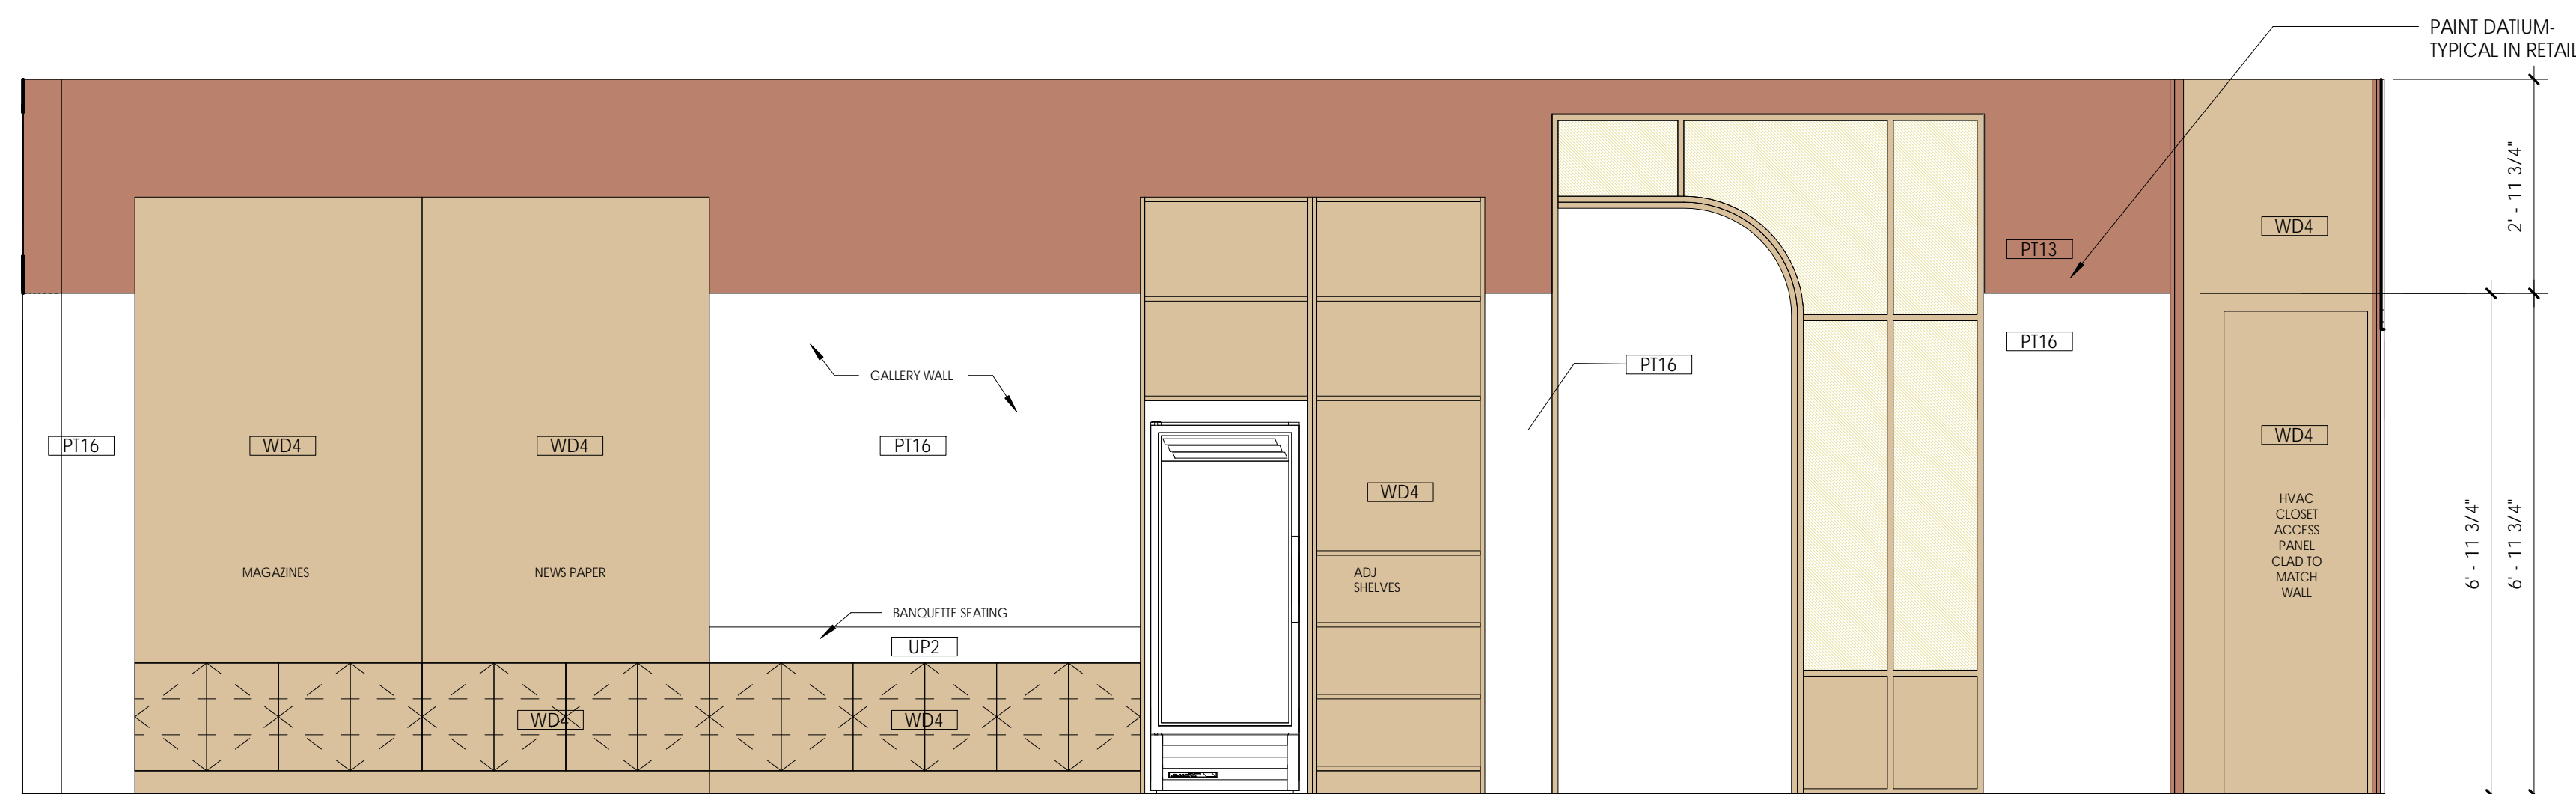 PAINT DATIUM-
TYPICAL IN RETAIL
2' - 11 3/4"
WD4
PT13
PT16
PT16
GALLERY WALL
PT16
WD4
WD4
PT16
WD4
WD4
6' - 11 3/4"
6' - 11 3/4"
HVAC
CLOSET
ACCESS
PANEL
CLAD TO
MATCH
WALL
MAGAZINES
NEWS PAPER
ADJ
SHELVES
BANQUETTE SEATING
UP2
WD4
WD4